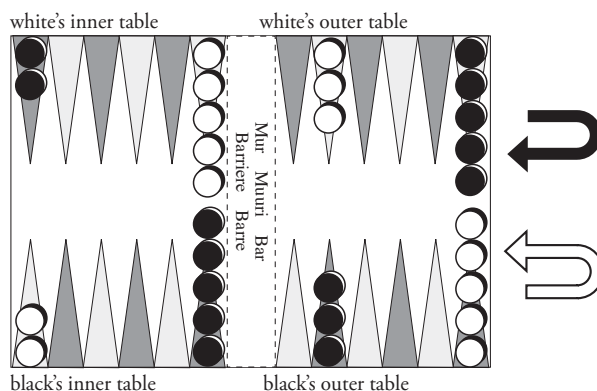 white's inner table
white's outer table
Mur Muuri Bar
Barriere Barre
black's inner table
black's outer table